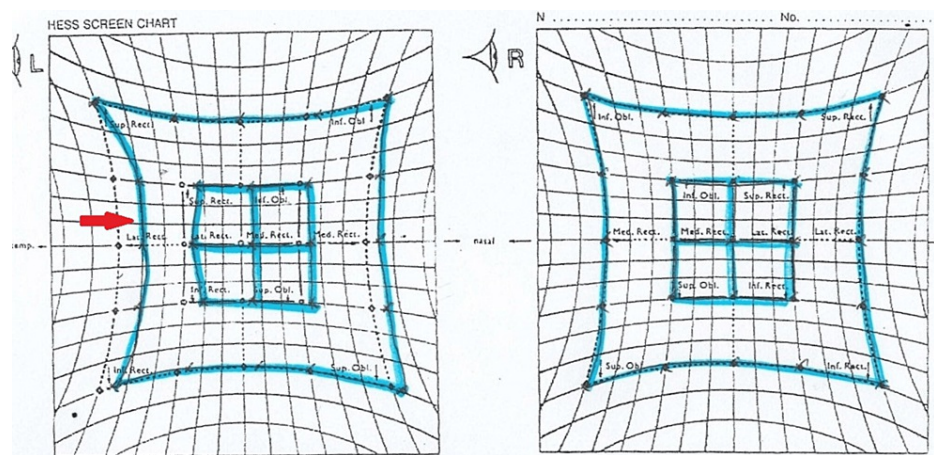 HESS SCREEN CHART
N No.
L
R
Sup. Rect. Inf. Obl
Inf. Obl. Sup. Rect.
Sup. Rect. Inf. Obl.
Inf. Obl. Sup. Rect.
Lat. Rect. Lat. Rect. Med. Rect. Med. Rect.
Med. Rect. Med. Rect. Lat. Rect. Lat. Rect.
emp. nasal
Inf. Rect. Sup. Obl.
Sup. Obl. Inf. Rect.
Inf. Rect. Sup. Obl.
Sup. Obl Inf. Rect.